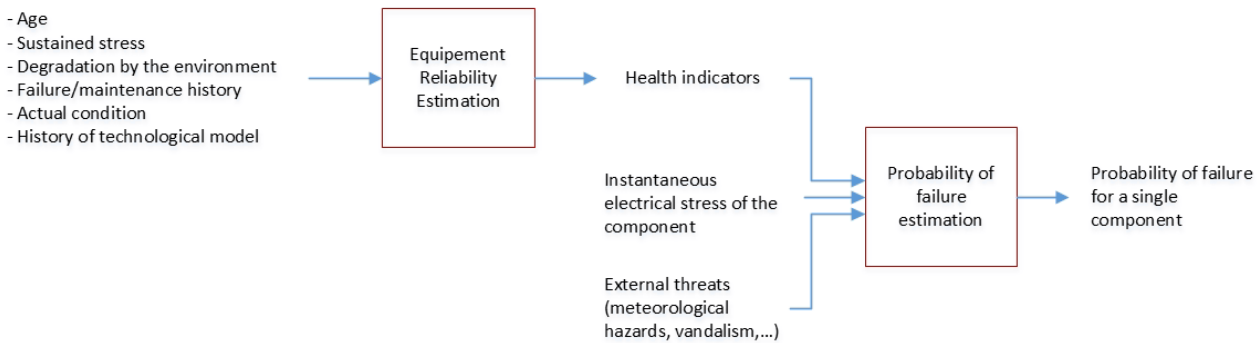 - Age
- Sustained stress
- Degradation by the environment
- Failure/maintenance history
- Actual condition
- History of technological model
Equipement
Reliability
Estimation
Health indicators
Instantaneous
electrical stress of the
component
External threats
(meteorological
hazards, vandalism,...)
Probability of
failure
estimation
Probability of failure
for a single
component